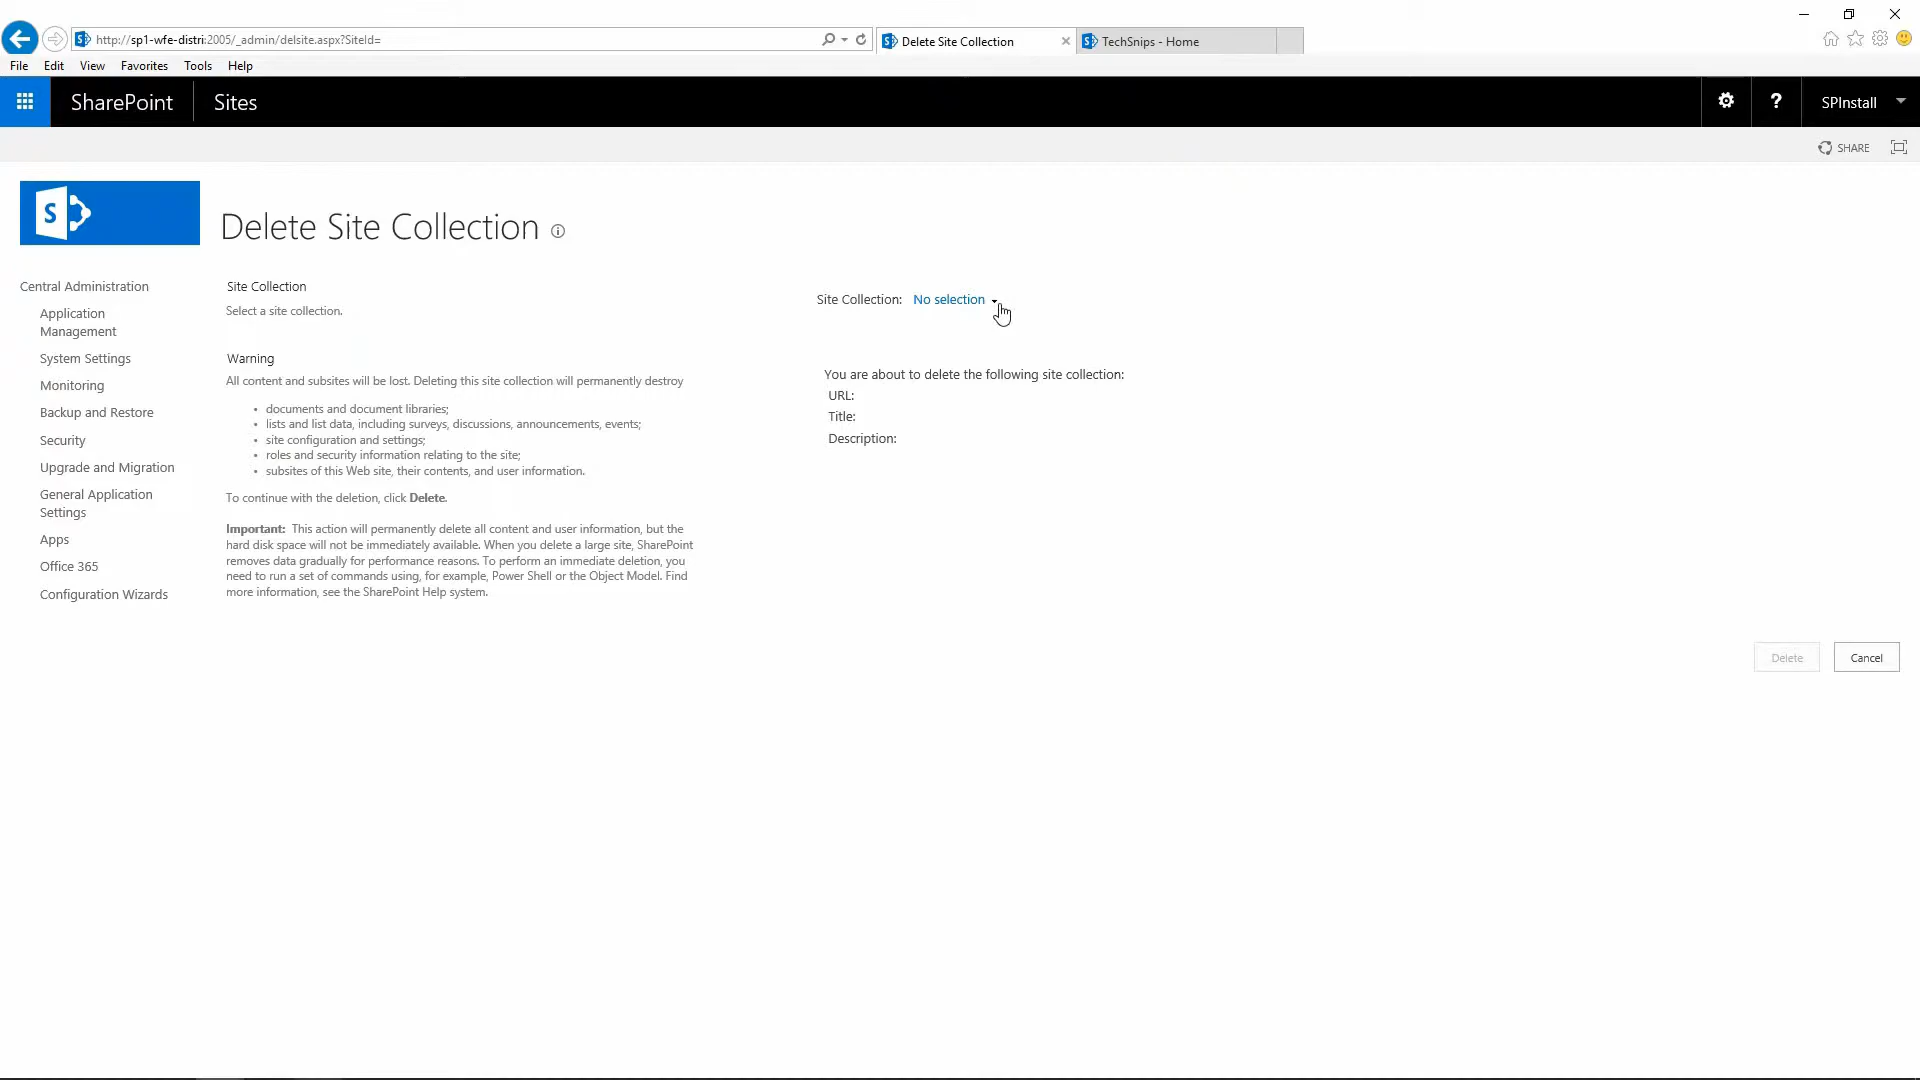 http://sp1-wfe-distri:2005/_admin/delsite.aspx?SiteId=
Delete Site Collection
TechSnips - Home
File Edit View Favorites Tools Help
SharePoint Sites
? SPInstall
SHARE
S
Delete Site Collection
Central Administration
Application
Management
System Settings
Monitoring
Backup and Restore
Security
Upgrade and Migration
General Application
Settings
Apps
Office 365
Configuration Wizards
Site Collection
Select a site collection.
Warning
All content and subsites will be lost. Deleting this site collection will permanently destroy
• documents and document libraries;
• lists and list data, including surveys, discussions, announcements, events;
• site configuration and settings;
• roles and security information relating to the site;
• subsites of this Web site, their contents, and user information.
To continue with the deletion, click Delete.
Important: This action will permanently delete all content and user information, but the
hard disk space will not be immediately available. When you delete a large site, SharePoint
removes data gradually for performance reasons. To perform an immediate deletion, you
need to run a set of commands using, for example, Power Shell or the Object Model. Find
more information, see the SharePoint Help system.
Site Collection: No selection
You are about to delete the following site collection:
URL:
Title:
Description:
Delete Cancel